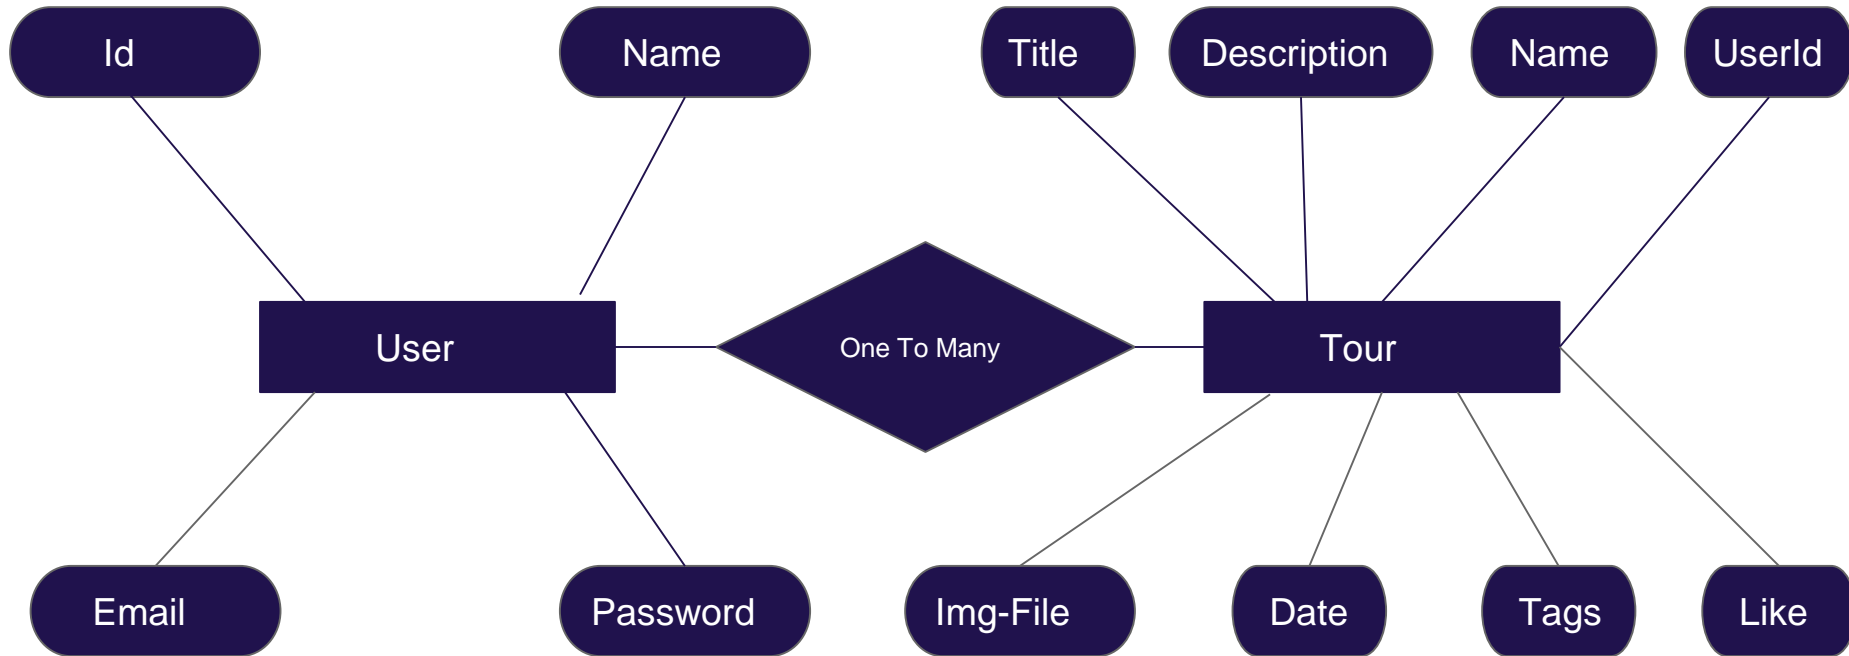 Id
Name
Title
Description
Name
UserId
User
One To Many
Tour
Email
Password
Img-File
Date
Tags
Like